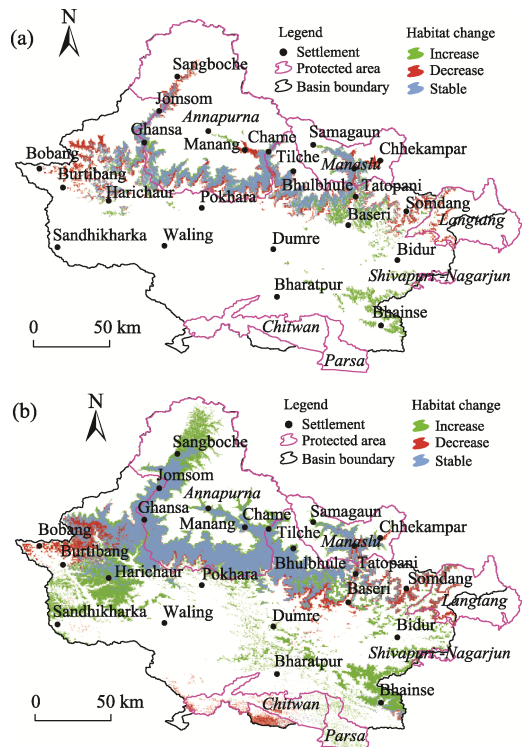 (a)
N
Legend
Settlement
Protected area
Basin boundary
Habitat change
Increase
Decrease
Stable
Sangboche
Jomsom
Annapurna
Ghansa
Manang
Chame
Samagaun
Chhekampar
Tilche
Manaslu
Bobang
Burtibang
Bhulbhule
Tatopani
Harichaur
Pokhara
Baseri
Somdang
Langtang
Sandhikharka
Waling
Dumre
Bidur
Shivapuri-Nagarjun
Bharatpur
Bhainse
Chitwan
Parsa
0 50 km
(b)
N
Legend
Settlement
Protected area
Basin boundary
Habitat change
Increase
Decrease
Stable
Sangboche
Jomsom
Annapurna
Ghansa
Manang
Chame
Samagaun
Chhekampar
Tilche
Manaslu
Bobang
Burtibang
Bhulbhule
Tatopani
Harichaur
Pokhara
Baseri
Somdang
Langtang
Sandhikharka
Waling
Dumre
Bidur
Shivapuri-Nagarjun
Bharatpur
Bhainse
Chitwan
Parsa
0 50 km